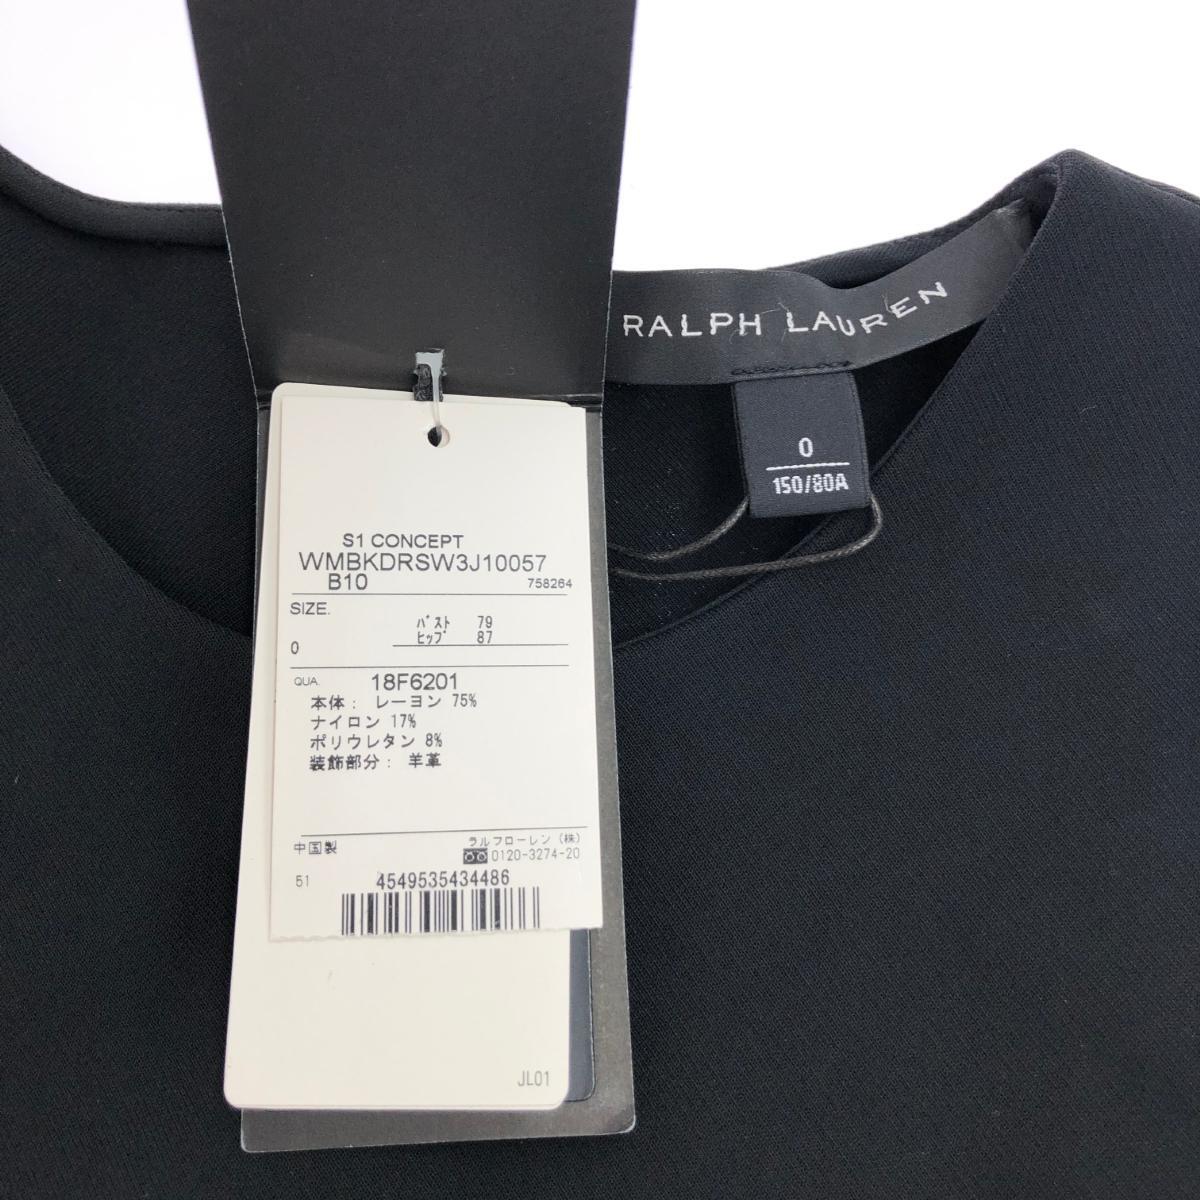 RALPH LAUREN
0
150/80A
S1 CONCEPT
WMBKDRSW3J10057
B10 758264
SIZE.
バスト 79
ヒップ 87
0
QUA. 18F6201
本体： レーヨン 75%
ナイロン 17%
ポリウレタン 8%
装飾部分： 羊革
中国製 ラルフローレン（株）
0120-3274-20
51 4549535434486
JL01